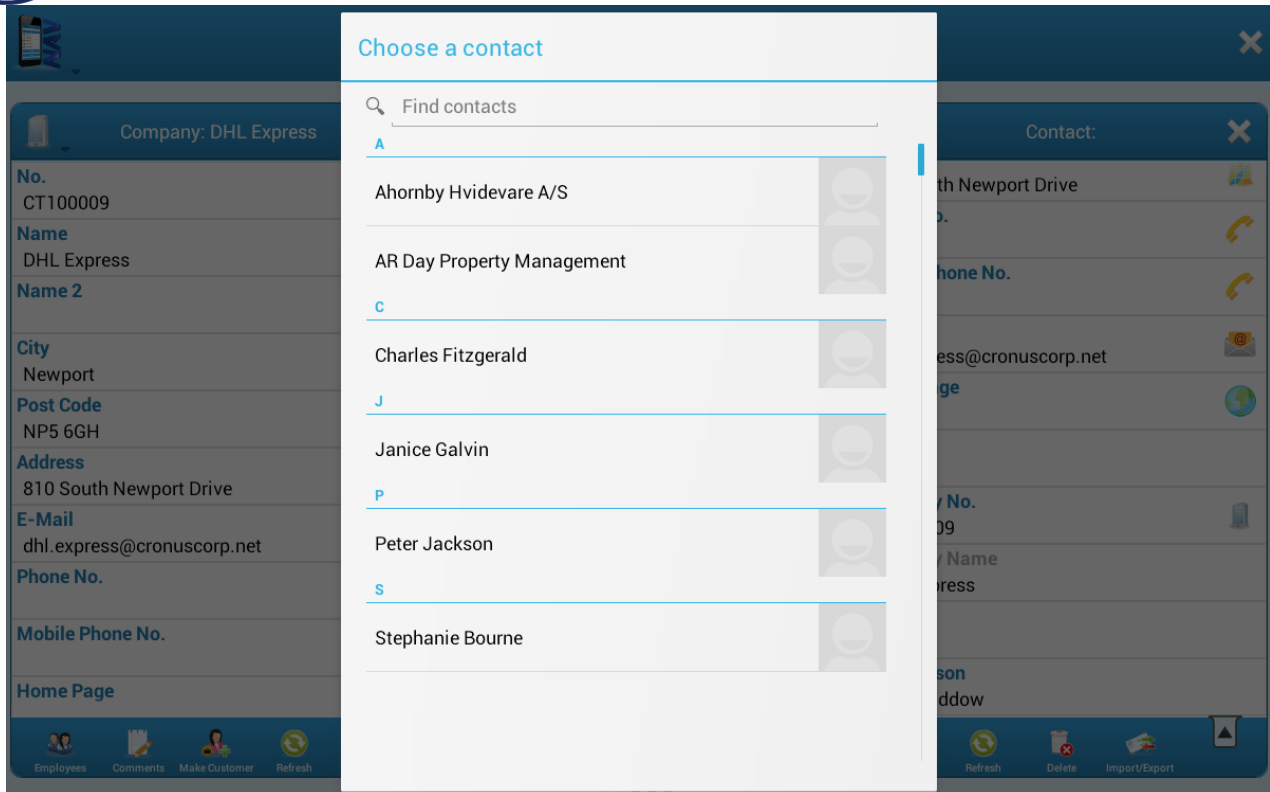 NAV
Choose a contact
Find contacts
A
Ahornby Hvidevare A/S
AR Day Property Management
C
Charles Fitzgerald
J
Janice Galvin
P
Peter Jackson
S
Stephanie Bourne
Company: DHL Express
No.
CT100009
Name
DHL Express
Name 2
City
Newport
Post Code
NP5 6GH
Address
810 South Newport Drive
E-Mail
dhl.express@cronuscorp.net
Phone No.
Mobile Phone No.
Home Page
Employees
Comments
Make Customer
Refresh
Contact:
th Newport Drive
o.
hone No.
ess@cronuscorp.net
ge
y No.
09
y Name
press
son
ddow
Refresh
Delete
Import/Export